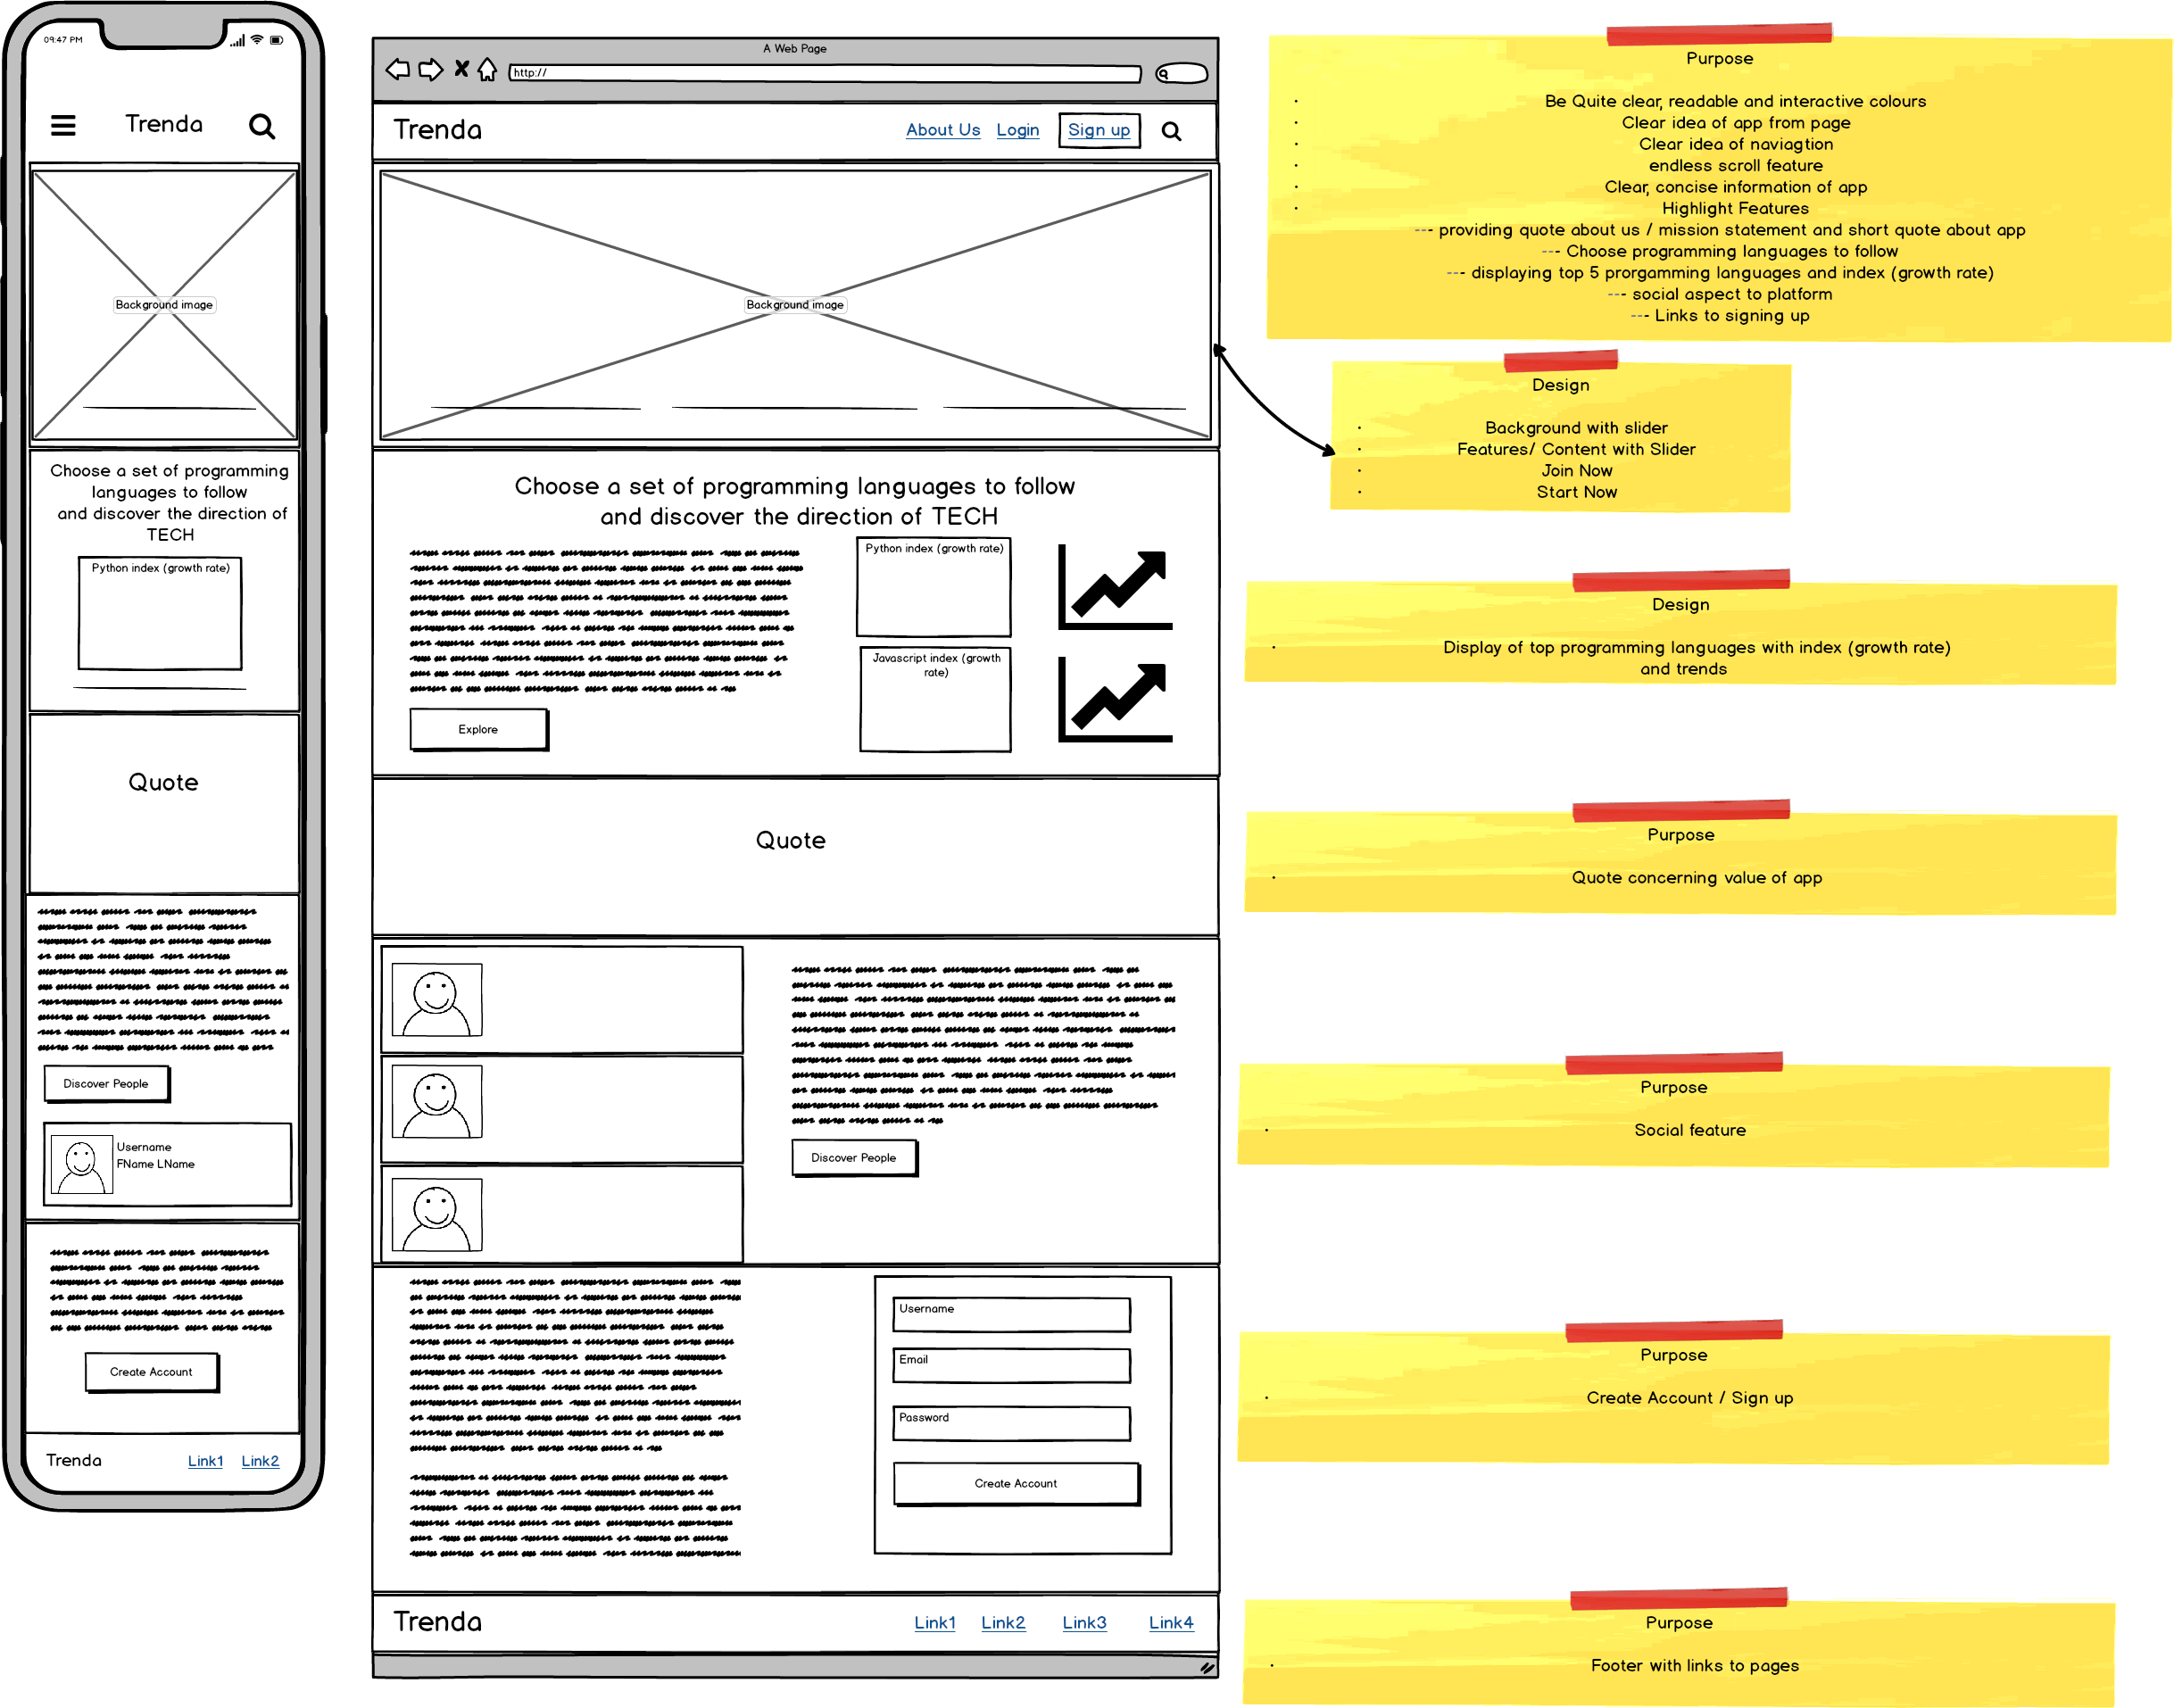 09:47 PM
Trenda
Background image
Choose a set of programming
languages to follow
and discover the direction of
TECH
Python index (growth rate)
Quote
Discover People
Username
FName LName
Create Account
Trenda
Link1
Link2
A Web Page
http://
Trenda
About Us
Login
Sign up
Background image
Choose a set of programming languages to follow
and discover the direction of TECH
Python index (growth rate)
Javascript index (growth
rate)
Explore
Quote
Discover People
Username
Email
Password
Create Account
Trenda
Link1
Link2
Link3
Link4
Purpose
• Be Quite clear, readable and interactive colours
• Clear idea of app from page
• Clear idea of naviagtion
• endless scroll feature
• Clear, concise information of app
• Highlight Features
--- providing quote about us / mission statement and short quote about app
--- Choose programming languages to follow
--- displaying top 5 prorgamming languages and index (growth rate)
--- social aspect to platform
--- Links to signing up
Design
• Background with slider
• Features/ Content with Slider
• Join Now
• Start Now
Design
• Display of top programming languages with index (growth rate)
and trends
Purpose
• Quote concerning value of app
Purpose
• Social feature
Purpose
• Create Account / Sign up
Purpose
• Footer with links to pages